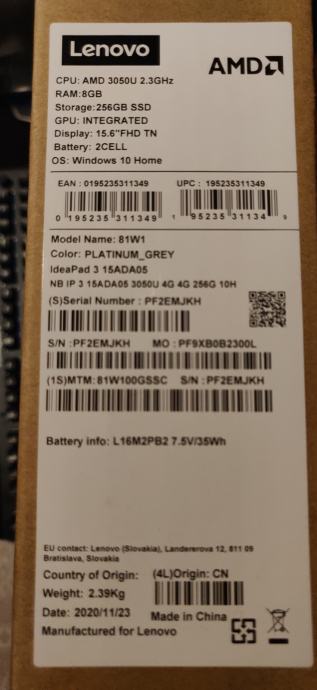 Lenovo
AMD
CPU: AMD 3050U 2.3GHz
RAM:8GB
Storage:256GB SSD
GPU: INTEGRATED
Display: 15.6"FHD TN
Battery: 2CELL
OS: Windows 10 Home
EAN : 0195235311349 UPC : 195235311349
0 195235 311349 1 95235 31134 9
Model Name: 81W1
Color: PLATINUM_GREY
IdeaPad 3 15ADA05
NB IP 3 15ADA05 3050U 4G 4G 256G 10H
(S)Serial Number : PF2EMJKH
S/N :PF2EMJKH MO : PF9XB0B2300L
(1S)MTM:81W100GSSC S/N :PF2EMJKH
Battery info: L16M2PB2 7.5V/35Wh
EU contact: Lenovo (Slovakia), Landererova 12, 811 09
Bratislava, Slovakia
Country of Origin: (4L)Origin: CN
Weight: 2.39Kg
Date: 2020/11/23 Made in China
Manufactured for Lenovo